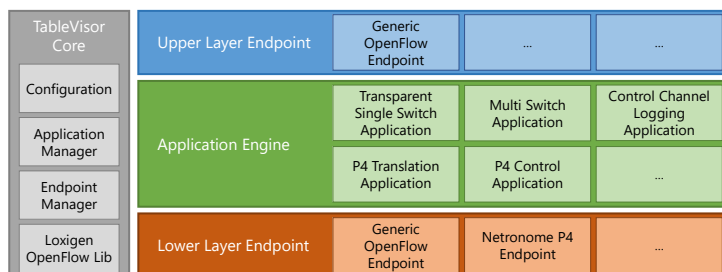 TableVisor
Core
Configuration
Application
Manager
Endpoint
Manager
Loxigen
OpenFlow Lib
Upper Layer Endpoint
Generic
OpenFlow
Endpoint
...
...
Application Engine
Transparent
Single Switch
Application
Multi Switch
Application
Control Channel
Logging
Application
P4 Translation
Application
P4 Control
Application
...
Lower Layer Endpoint
Generic
OpenFlow
Endpoint
Netronome P4
Endpoint
...